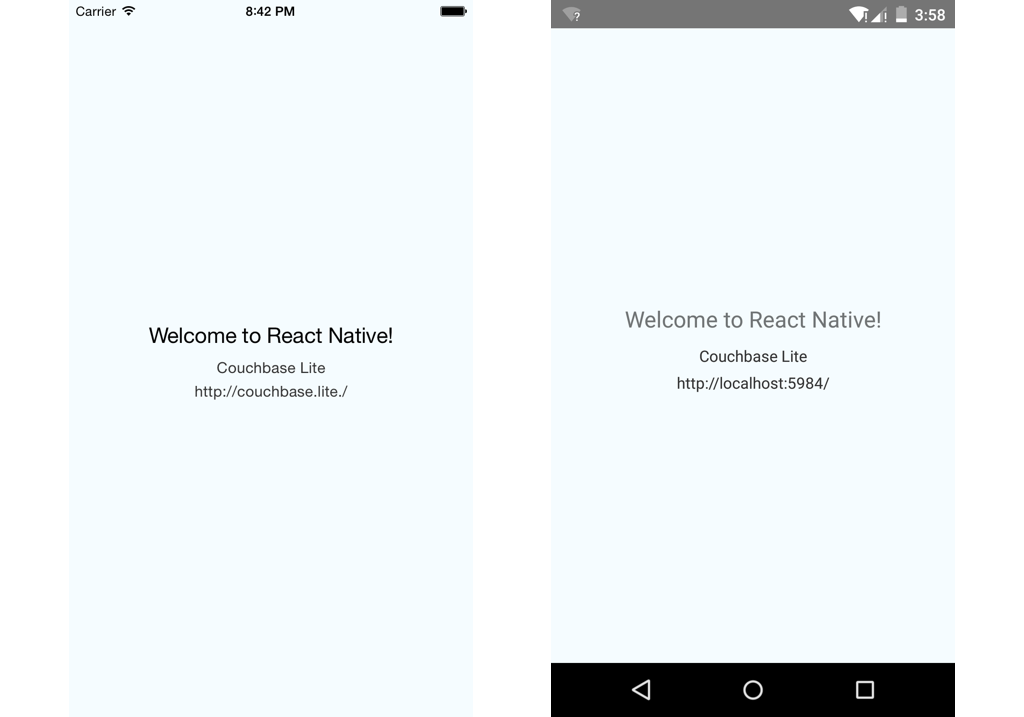 Carrier 8:42 PM
Welcome to React Native!
Couchbase Lite
http://couchbase.lite./
3:58
Welcome to React Native!
Couchbase Lite
http://localhost:5984/